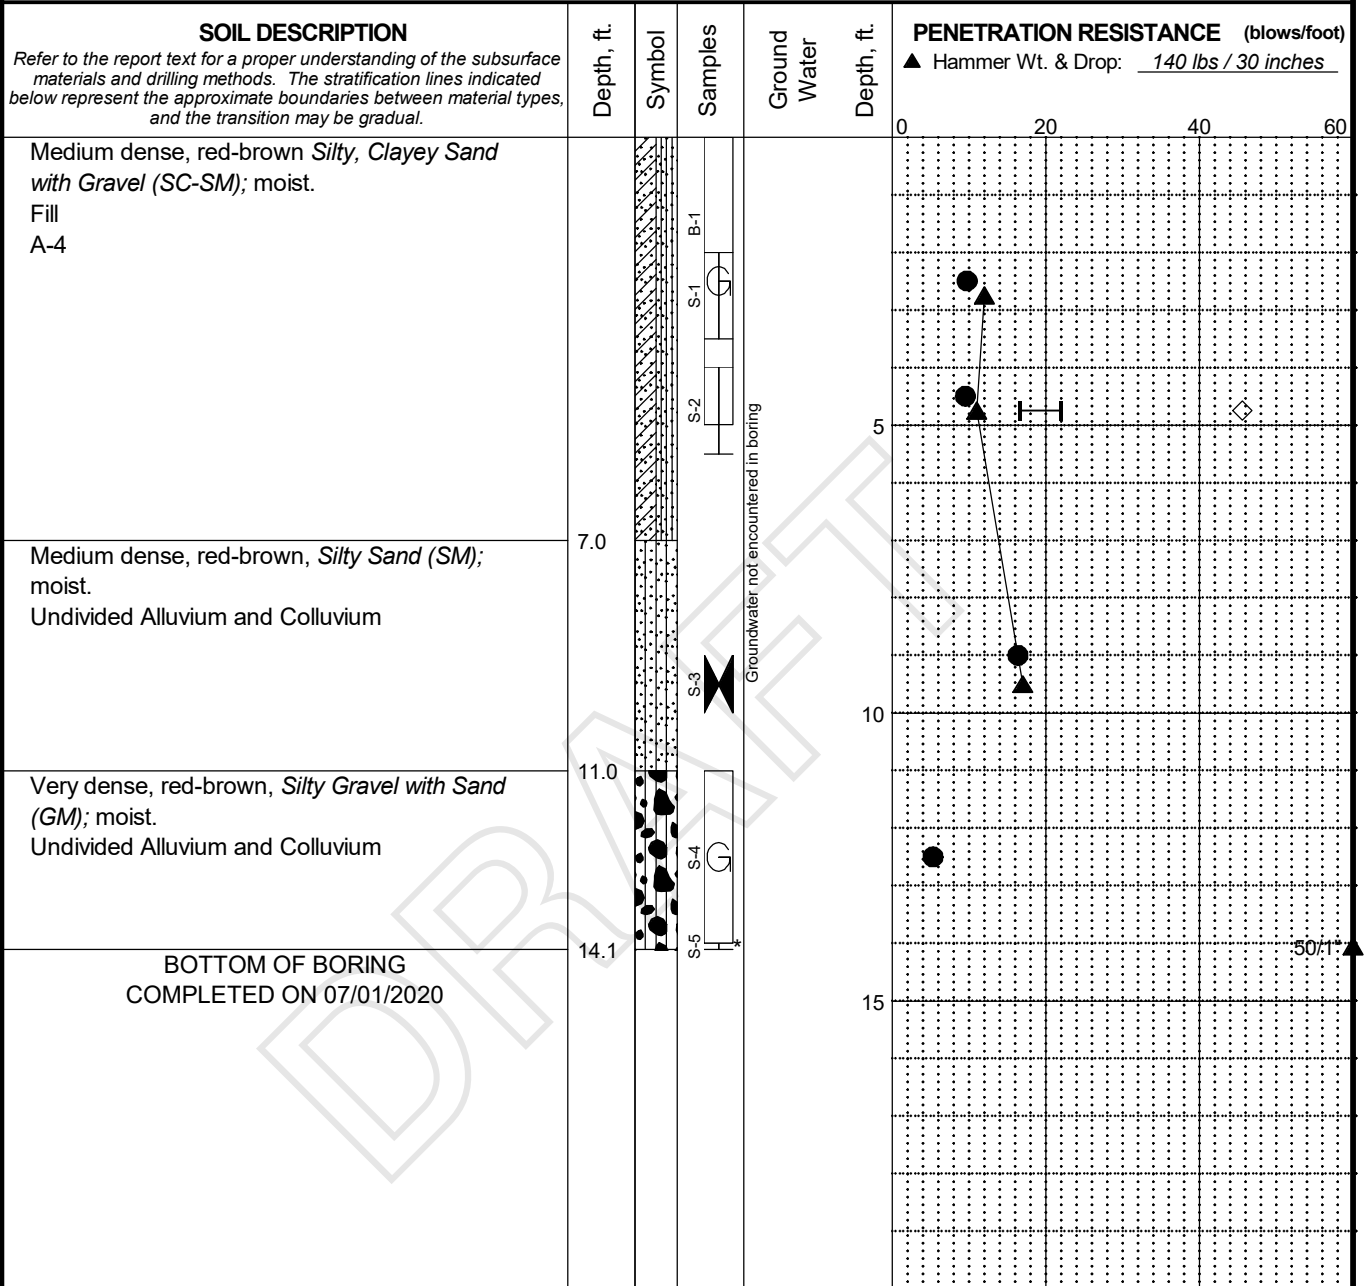 SOIL DESCRIPTION
Refer to the report text for a proper understanding of the subsurface
materials and drilling methods. The stratification lines indicated
below represent the approximate boundaries between material types,
and the transition may be gradual.
Depth, ft.
Symbol
Samples
Ground
Water
Depth, ft.
PENETRATION RESISTANCE (blows/foot)
▲ Hammer Wt. & Drop: 140 lbs / 30 inches
0 20 40 60
Medium dense, red-brown Silty, Clayey Sand
with Gravel (SC-SM); moist.
Fill
A-4
B-1
S-1
G
S-2
Groundwater not encountered in boring
5
7.0
Medium dense, red-brown, Silty Sand (SM);
moist.
Undivided Alluvium and Colluvium
S-3
10
11.0
Very dense, red-brown, Silty Gravel with Sand
(GM); moist.
Undivided Alluvium and Colluvium
S-4
G
S-5
*
14.1
50/1"
BOTTOM OF BORING
COMPLETED ON 07/01/2020
15
DRAFT